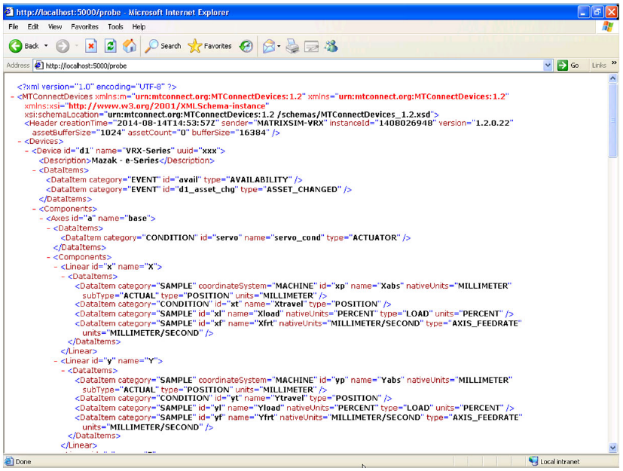 http://localhost:5000/probe - Microsoft Internet Explorer
File Edit View Favorites Tools Help
Back Search Favorites
Address http://localhost:5000/probe Go Links »
<?xml version="1.0" encoding="UTF-8" ?>
- <MTConnectDevices xmlns:m="urn:mtconnect.org:MTConnectDevices:1.2" xmlns="urn:mtconnect.org:MTConnectDevices:1.2"
xmlns:xsi="http://www.w3.org/2001/XMLSchema-instance"
xsi:schemaLocation="urn:mtconnect.org:MTConnectDevices:1.2 /schemas/MTConnectDevices_1.2.xsd">
<Header creationTime="2014-08-14T14:53:57Z" sender="MATRIXSIM-VRX" instanceId="1408026948" version="1.2.0.22"
assetBufferSize="1024" assetCount="0" bufferSize="16384" />
- <Devices>
- <Device id="d1" name="VRX-Series" uuid="xxx">
<Description>Mazak - e-Series</Description>
- <DataItems>
<DataItem category="EVENT" id="avail" type="AVAILABILITY" />
<DataItem category="EVENT" id="d1_asset_chg" type="ASSET_CHANGED" />
</DataItems>
- <Components>
- <Axes id="a" name="base">
- <DataItems>
<DataItem category="CONDITION" id="servo" name="servo_cond" type="ACTUATOR" />
</DataItems>
- <Components>
- <Linear id="x" name="X">
- <DataItems>
<DataItem category="SAMPLE" coordinateSystem="MACHINE" id="xp" name="Xabs" nativeUnits="MILLIMETER"
subType="ACTUAL" type="POSITION" units="MILLIMETER" />
<DataItem category="CONDITION" id="xt" name="Xtravel" type="POSITION" />
<DataItem category="SAMPLE" id="xl" name="Xload" nativeUnits="PERCENT" type="LOAD" units="PERCENT" />
<DataItem category="SAMPLE" id="xf" name="Xfrt" nativeUnits="MILLIMETER/SECOND" type="AXIS_FEEDRATE"
units="MILLIMETER/SECOND" />
</DataItems>
</Linear>
- <Linear id="y" name="Y">
- <DataItems>
<DataItem category="SAMPLE" coordinateSystem="MACHINE" id="yp" name="Yabs" nativeUnits="MILLIMETER"
subType="ACTUAL" type="POSITION" units="MILLIMETER" />
<DataItem category="CONDITION" id="yt" name="Ytravel" type="POSITION" />
<DataItem category="SAMPLE" id="yl" name="Yload" nativeUnits="PERCENT" type="LOAD" units="PERCENT" />
<DataItem category="SAMPLE" id="yf" name="Yfrt" nativeUnits="MILLIMETER/SECOND" type="AXIS_FEEDRATE"
units="MILLIMETER/SECOND" />
</DataItems>
</Linear>
Done Local intranet